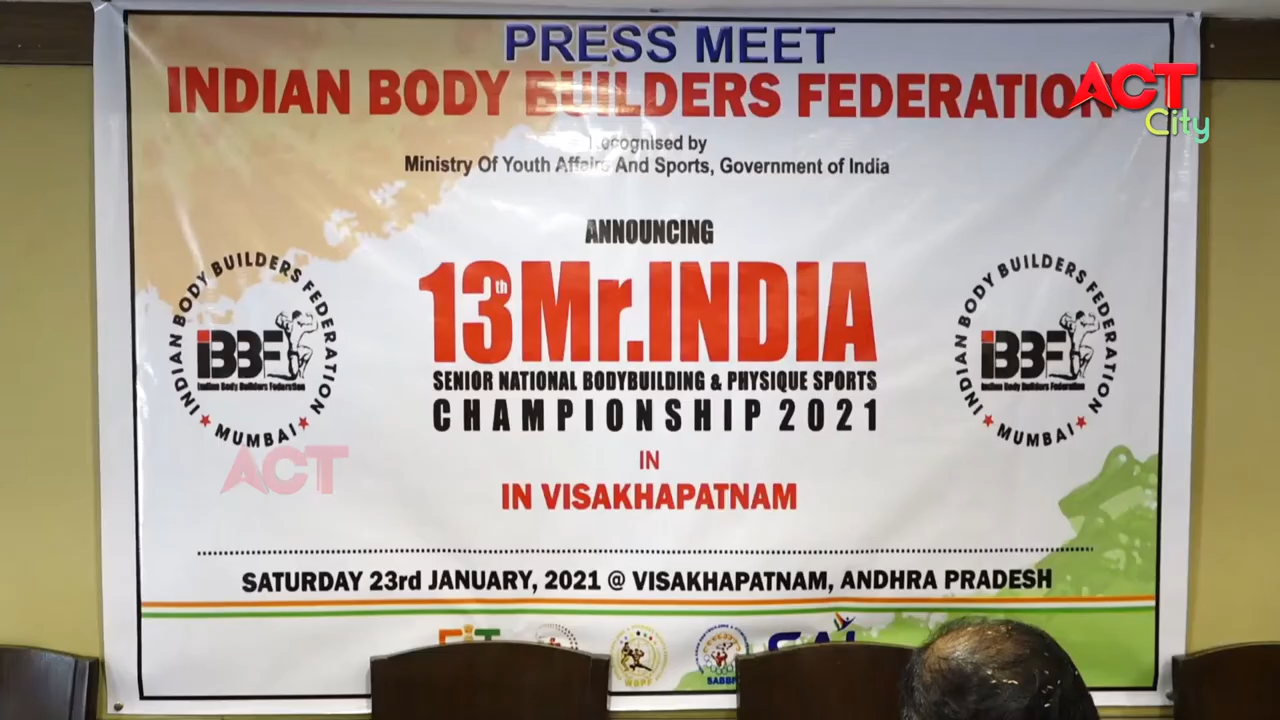 PRESS MEET
INDIAN BODY BUILDERS FEDERATION
Recognised by
Ministry Of Youth Affairs And Sports, Government of India
ANNOUNCING
13th Mr.INDIA
SENIOR NATIONAL BODYBUILDING & PHYSIQUE SPORTS
CHAMPIONSHIP 2021
IN
IN VISAKHAPATNAM
SATURDAY 23rd JANUARY, 2021 @ VISAKHAPATNAM, ANDHRA PRADESH
INDIAN BODY BUILDERS FEDERATION
MUMBAI
iBBF
Indian Body Builders Federation
INDIAN BODY BUILDERS FEDERATION
MUMBAI
iBBF
Indian Body Builders Federation
WBPF
ACT
City
ACT